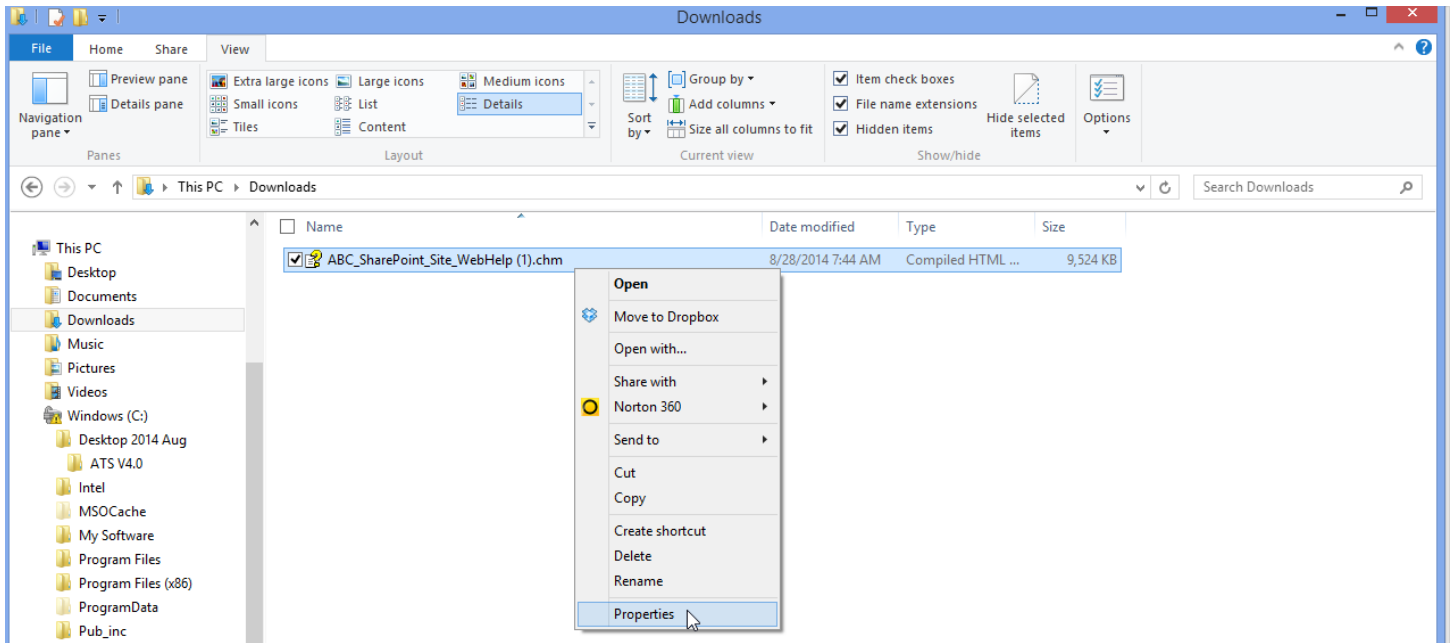 Downloads
File Home Share View
Navigation pane
Preview pane
Details pane
Panes
Extra large icons Large icons Medium icons
Small icons List Details
Tiles Content
Layout
Sort by
Group by
Add columns
Size all columns to fit
Current view
Item check boxes
File name extensions
Hidden items
Hide selected items
Show/hide
Options
This PC Downloads
Search Downloads
Name Date modified Type Size
ABC_SharePoint_Site_WebHelp (1).chm 8/28/2014 7:44 AM Compiled HTML ... 9,524 KB
This PC
Desktop
Documents
Downloads
Music
Pictures
Videos
Windows (C:)
Desktop 2014 Aug
ATS V4.0
Intel
MSOCache
My Software
Program Files
Program Files (x86)
ProgramData
Pub_inc
Open
Move to Dropbox
Open with...
Share with
Norton 360
Send to
Cut
Copy
Create shortcut
Delete
Rename
Properties